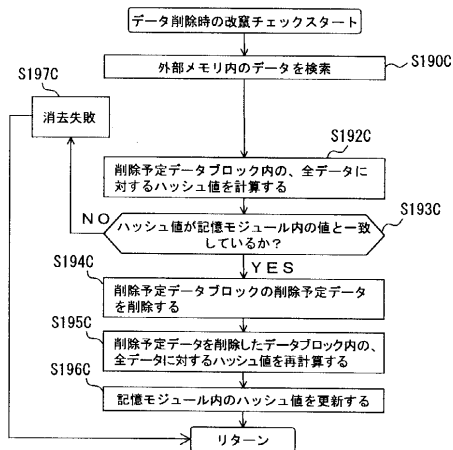 データ削除時の改竄チェックスタート
S190C
外部メモリ内のデータを検索
S197C
消去失敗
S192C
削除予定データブロック内の、全データに
対するハッシュ値を計算する
S193C
NO
ハッシュ値が記憶モジュール内の値と一致
しているか?
YES
S194C
削除予定データブロックの削除予定データ
を削除する
S195C
削除予定データを削除したデータブロック内の、
全データに対するハッシュ値を再計算する
S196C
記憶モジュール内のハッシュ値を更新する
リターン